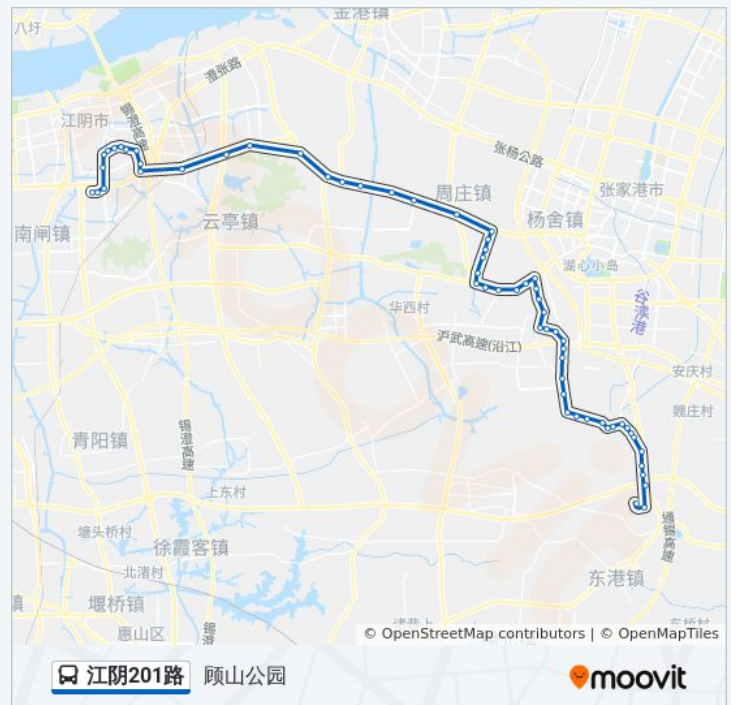 金港镇
八圩
澄张路
锡澄高速
江阴市
张杨公路
周庄镇
张家港市
杨舍镇
云亭镇
南闸镇
湖心小岛
谷渎港
华西村
沪武高速(沿江)
安庆村
魏庄村
青阳镇
锡澄高速
上东村
塘头桥村
通锡高速
徐霞客镇
北渚村
东港镇
镇
堰桥镇
惠山区
锡
© OpenStreetMap contributors | © OpenMapTiles
江阴201路 顾山公园
moovit